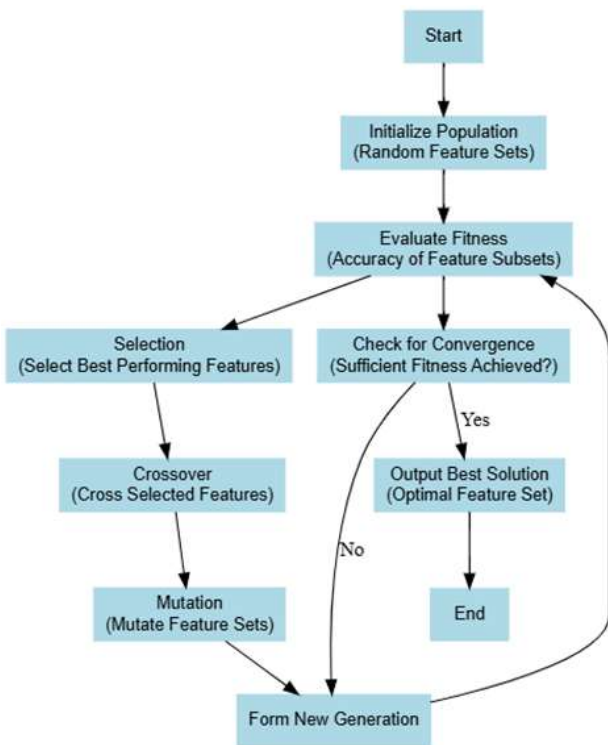 Start
Initialize Population
(Random Feature Sets)
Evaluate Fitness
(Accuracy of Feature Subsets)
Selection
(Select Best Performing Features)
Check for Convergence
(Sufficient Fitness Achieved?)
Yes
Crossover
(Cross Selected Features)
Output Best Solution
(Optimal Feature Set)
No
Mutation
(Mutate Feature Sets)
End
Form New Generation